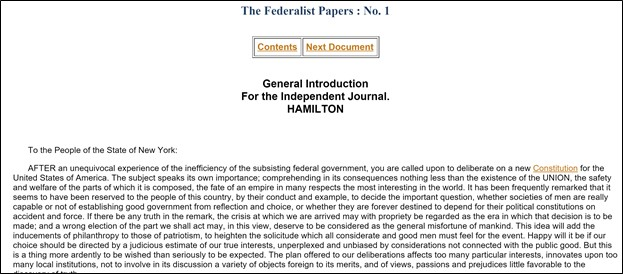 The Federalist Papers : No. 1
Contents Next Document
General Introduction
For the Independent Journal.
HAMILTON
To the People of the State of New York:
AFTER an unequivocal experience of the inefficiency of the subsisting federal government, you are called upon to deliberate on a new Constitution for the
United States of America. The subject speaks its own importance; comprehending in its consequences nothing less than the existence of the UNION, the safety
and welfare of the parts of which it is composed, the fate of an empire in many respects the most interesting in the world. It has been frequently remarked that it
seems to have been reserved to the people of this country, by their conduct and example, to decide the important question, whether societies of men are really
capable or not of establishing good government from reflection and choice, or whether they are forever destined to depend for their political constitutions on
accident and force. If there be any truth in the remark, the crisis at which we are arrived may with propriety be regarded as the era in which that decision is to be
made; and a wrong election of the part we shall act may, in this view, deserve to be considered as the general misfortune of mankind. This idea will add the
inducements of philanthropy to those of patriotism, to heighten the solicitude which all considerate and good men must feel for the event. Happy will it be if our
choice should be directed by a judicious estimate of our true interests, unperplexed and unbiased by considerations not connected with the public good. But this
is a thing more ardently to be wished than seriously to be expected. The plan offered to our deliberations affects too many particular interests, innovates upon too
many local institutions, not to involve in its discussion a variety of objects foreign to its merits, and of views, passions and prejudices little favorable to the
discovery of truth.